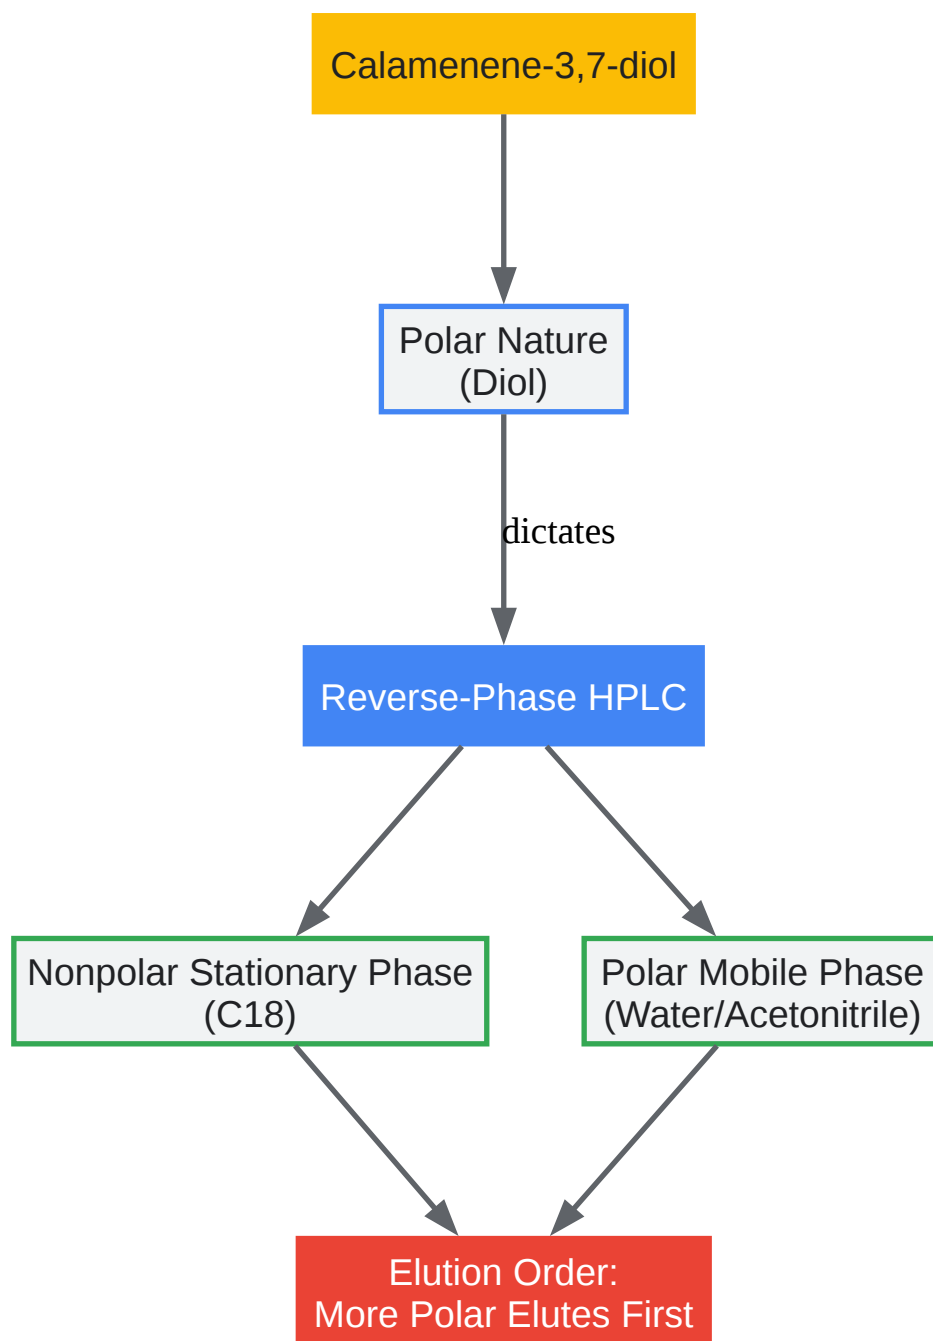 Calamenene-3,7-diol
Polar Nature
(Diol)
dictates
Reverse-Phase HPLC
Nonpolar Stationary Phase
(C18)
Polar Mobile Phase
(Water/Acetonitrile)
Elution Order:
More Polar Elutes First